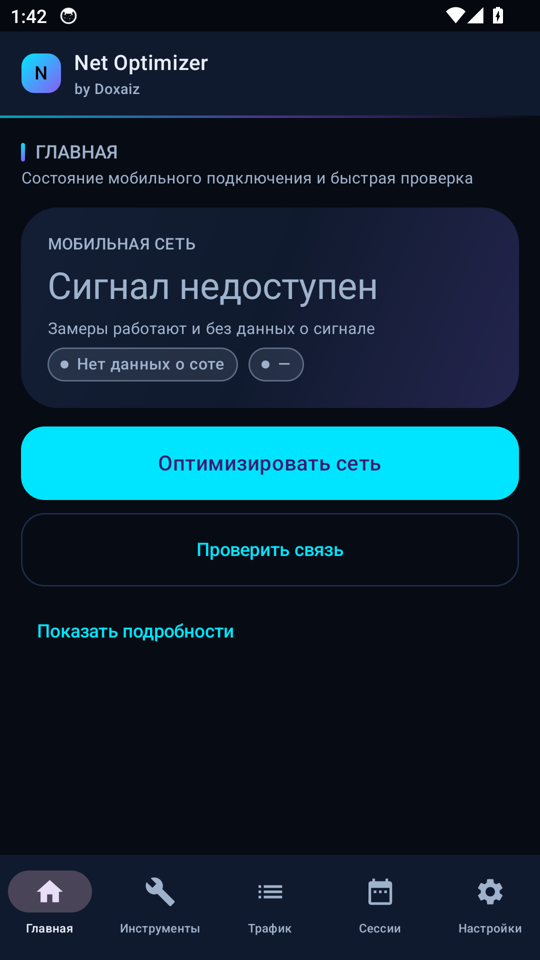 1:42
N
Net Optimizer
by Doxaiz
ГЛАВНАЯ
Состояние мобильного подключения и быстрая проверка
МОБИЛЬНАЯ СЕТЬ
Сигнал недоступен
Замеры работают и без данных о сигнале
Нет данных о соте
—
Оптимизировать сеть
Проверить связь
Показать подробности
Главная
Инструменты
Трафик
Сессии
Настройки